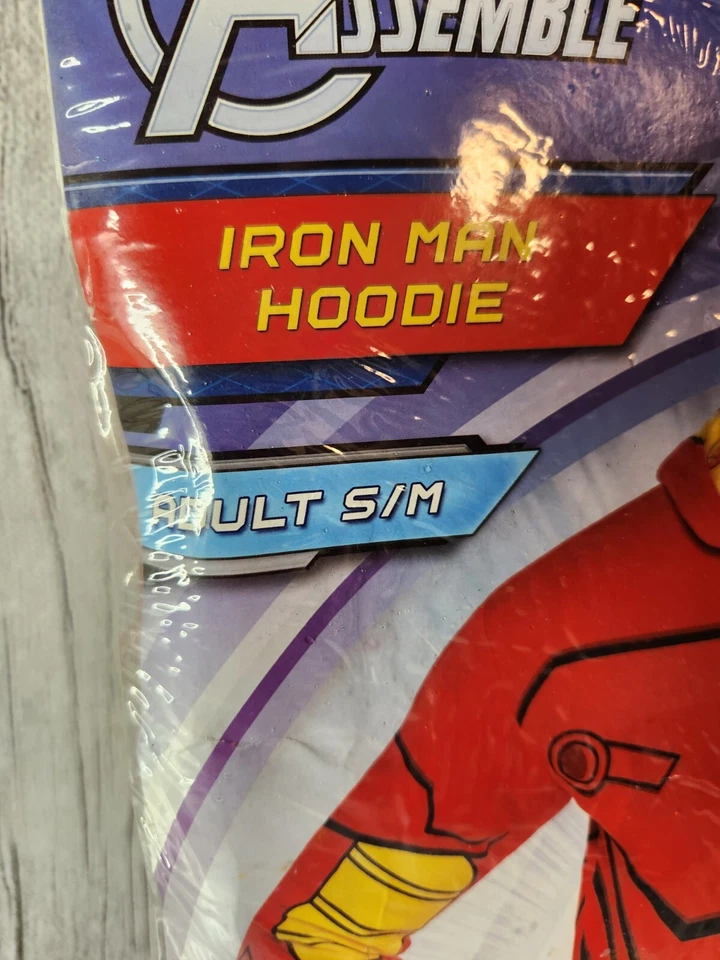 ASSEMBLE
IRON MAN
HOODIE
ADULT S/M